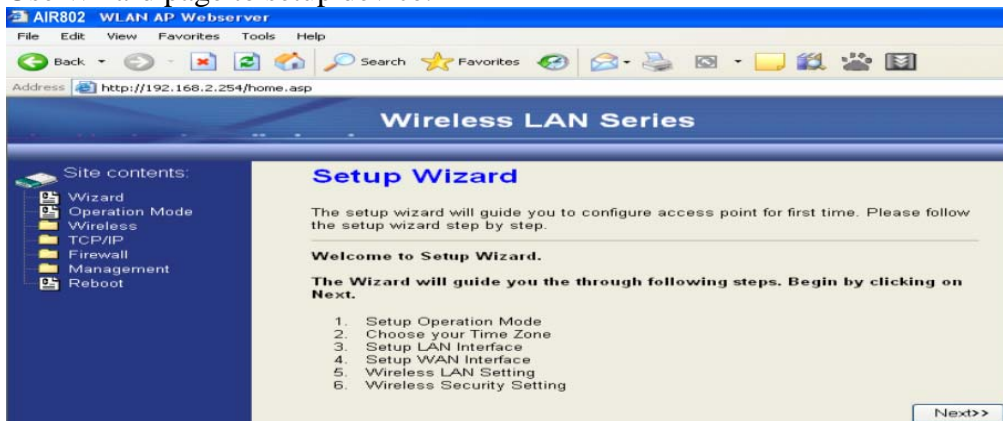 AIR802 WLAN AP Webserver
File Edit View Favorites Tools Help
Back Search Favorites
Address http://192.168.2.254/home.asp
Wireless LAN Series
Site contents:
Wizard
Operation Mode
Wireless
TCP/IP
Firewall
Management
Reboot
Setup Wizard
The setup wizard will guide you to configure access point for first time. Please follow
the setup wizard step by step.
Welcome to Setup Wizard.
The Wizard will guide you the through following steps. Begin by clicking on
Next.
1. Setup Operation Mode
2. Choose your Time Zone
3. Setup LAN Interface
4. Setup WAN Interface
5. Wireless LAN Setting
6. Wireless Security Setting
Next>>